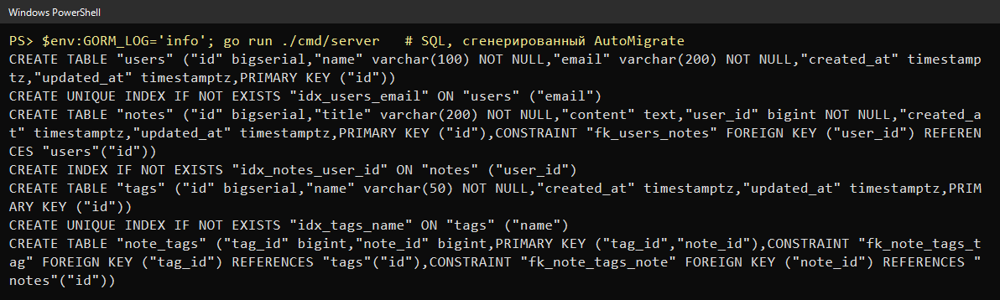 Windows PowerShell
PS> $env:GORM_LOG='info'; go run ./cmd/server   # SQL, сгенерированный AutoMigrate
CREATE TABLE "users" ("id" bigserial,"name" varchar(100) NOT NULL,"email" varchar(200) NOT NULL,"created_at" timestamp
tz,"updated_at" timestamptz,PRIMARY KEY ("id"))
CREATE UNIQUE INDEX IF NOT EXISTS "idx_users_email" ON "users" ("email")
CREATE TABLE "notes" ("id" bigserial,"title" varchar(200) NOT NULL,"content" text,"user_id" bigint NOT NULL,"created_a
t" timestamptz,"updated_at" timestamptz,PRIMARY KEY ("id"),CONSTRAINT "fk_users_notes" FOREIGN KEY ("user_id") REFEREN
CES "users"("id"))
CREATE INDEX IF NOT EXISTS "idx_notes_user_id" ON "notes" ("user_id")
CREATE TABLE "tags" ("id" bigserial,"name" varchar(50) NOT NULL,"created_at" timestamptz,"updated_at" timestamptz,PRIM
ARY KEY ("id"))
CREATE UNIQUE INDEX IF NOT EXISTS "idx_tags_name" ON "tags" ("name")
CREATE TABLE "note_tags" ("tag_id" bigint,"note_id" bigint,PRIMARY KEY ("tag_id","note_id"),CONSTRAINT "fk_note_tags_t
ag" FOREIGN KEY ("tag_id") REFERENCES "tags"("id"),CONSTRAINT "fk_note_tags_note" FOREIGN KEY ("note_id") REFERENCES "
notes"("id"))